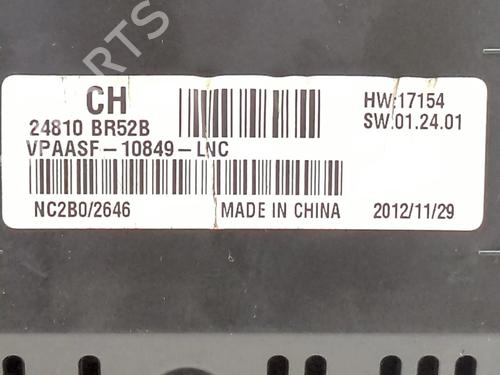 PARTS
CH
HW:17154
24810 BR52B
SW.01.24.01
VPAASF-10849-LNC
NC2B0/2646
MADE IN CHINA
2012/11/29